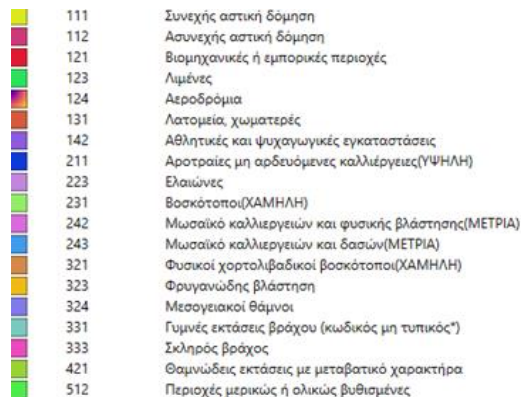 111 Συνεχής αστική δόμηση
112 Ασυνεχής αστική δόμηση
121 Βιομηχανικές ή εμπορικές περιοχές
123 Λιμένες
124 Αεροδρόμια
131 Λατομεία, χωματερές
142 Αθλητικές και ψυχαγωγικές εγκαταστάσεις
211 Αροτραίες μη αρδευόμενες καλλιέργειες(ΥΨΗΛΗ)
223 Ελαιώνες
231 Βοσκότοποι(ΧΑΜΗΛΗ)
242 Μωσαϊκό καλλιεργειών και φυσικής βλάστησης(ΜΕΤΡΙΑ)
243 Μωσαϊκό καλλιεργειών και δασών(ΜΕΤΡΙΑ)
321 Φυσικοί χορτολιβαδικοί βοσκότοποι(ΧΑΜΗΛΗ)
323 Φρυγανώδης βλάστηση
324 Μεσογειακοί θάμνοι
331 Γυμνές εκτάσεις βράχου (κωδικός μη τυπικός*)
333 Σκληρός βράχος
421 Θαμνώδεις εκτάσεις με μεταβατικό χαρακτήρα
512 Περιοχές μερικώς ή ολικώς βυθισμένες